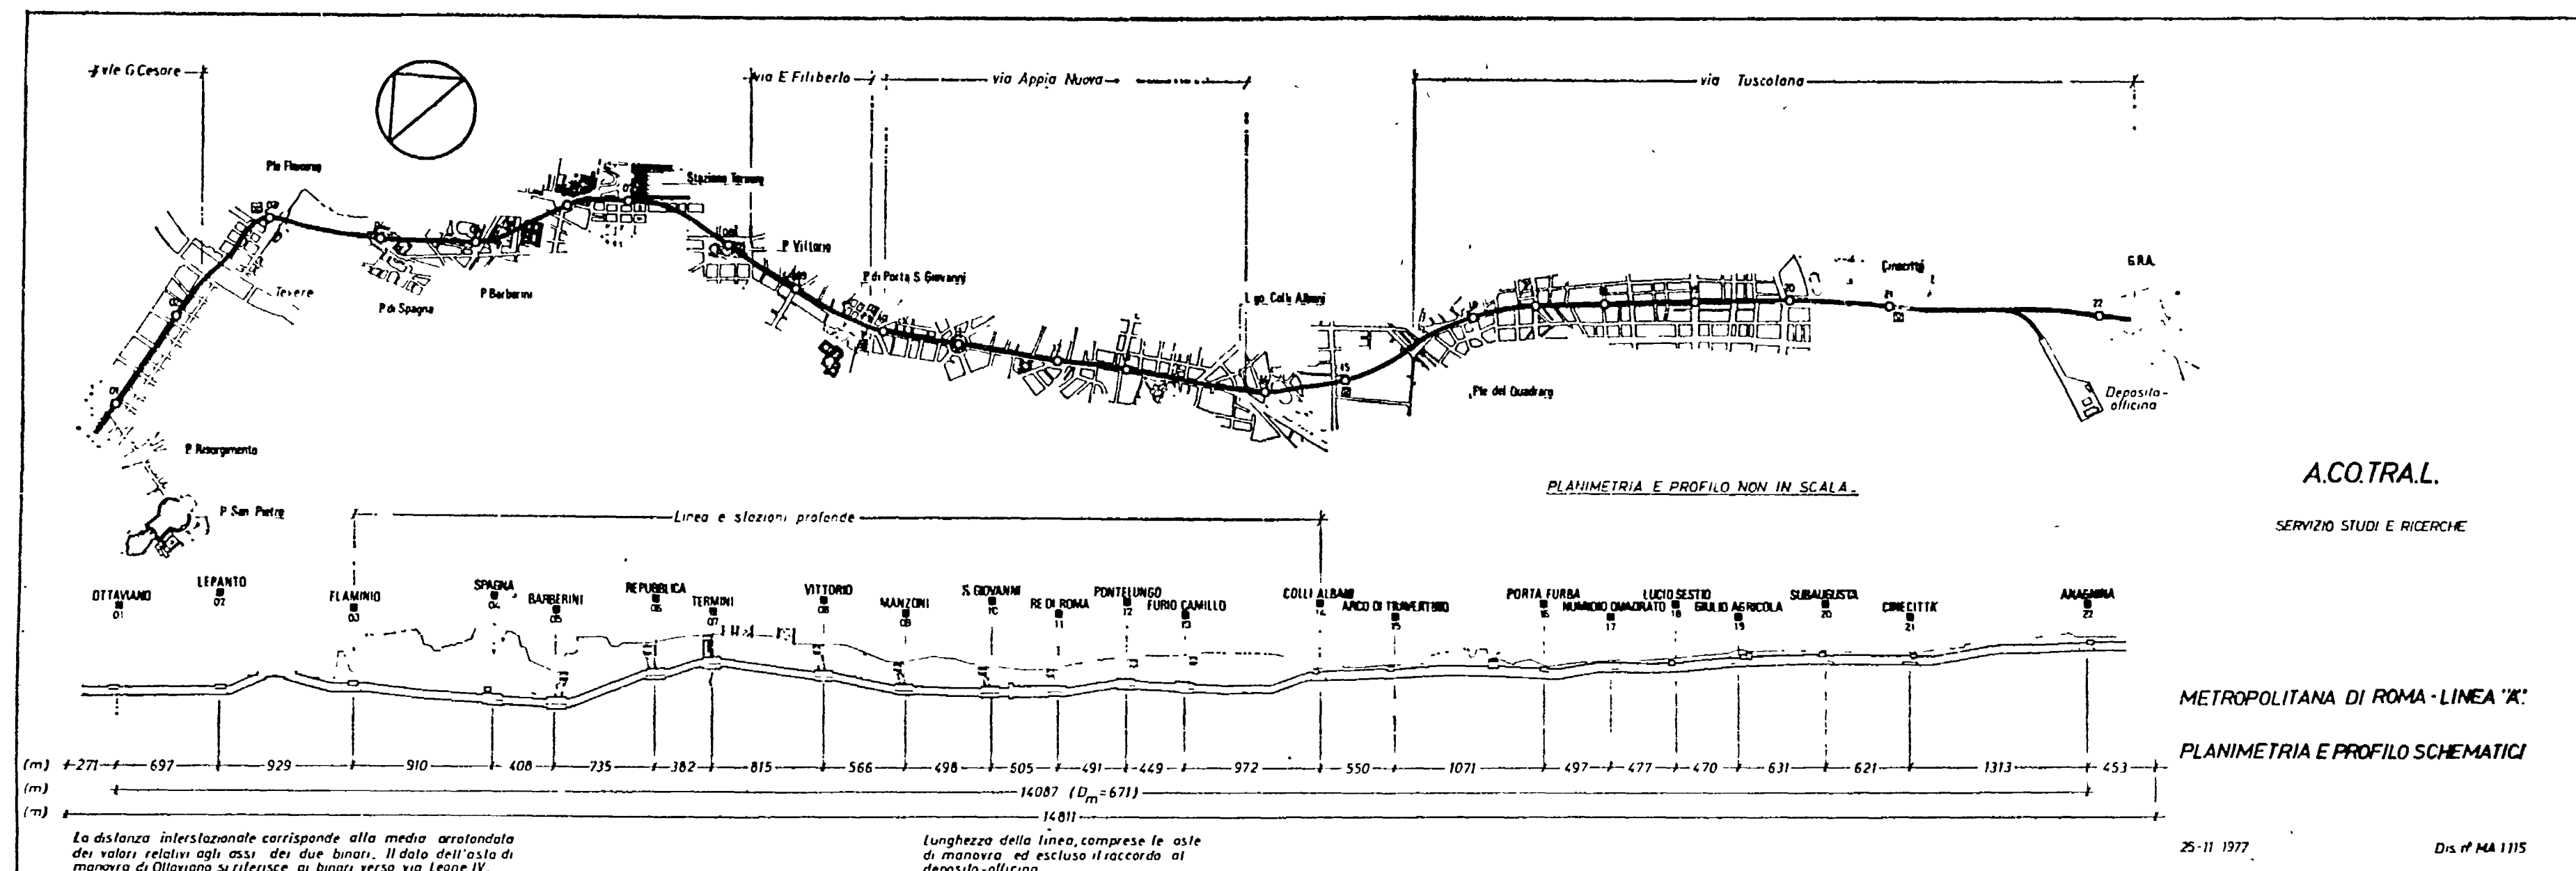 v.le G.Cesare
via E Filiberto
via Appia Nuova
via Tuscolana
P.le Flaminio
Stazione Termini
P. Vittorio
P. di Porta S. Giovanni
L.go Colli Albani
Cinecittà
G.R.A.
Tevere
P. di Spagna
P. Barberini
P.le del Quadraro
Deposito-
officina
P. Risorgimento
P. San Pietro
PLANIMETRIA E PROFILO NON IN SCALA.
A.CO.TRA.L.
SERVIZIO STUDI E RICERCHE
Linea e stazioni profonde
OTTAVIANO 01
LEPANTO 02
FLAMINIO 03
SPAGNA 04
BARBERINI 05
REPUBBLICA 06
TERMINI 07
VITTORIO 08
MANZONI 09
S. GIOVANNI 10
RE DI ROMA 11
PONTELUNGO 12
FURIO CAMILLO 13
COLLI ALBANI 14
ARCO DI TRAVERTINO 15
PORTA FURBA 16
NUMIDIO QUADRATO 17
LUCIO SESTIO 18
GIULIO AGRICOLA 19
SUBAUGUSTA 20
CINECITTA' 21
ANAGNINA 22
METROPOLITANA DI ROMA - LINEA "A".
PLANIMETRIA E PROFILO SCHEMATICI
(m) 271 697 929 910 408 735 382 815 566 498 505 491 449 972 550 1071 497 477 470 631 621 1313 453
(m) 14087 (Dm=671)
(m) 14811
La distanza interstazionale corrisponde alla media arrotondata
dei valori relativi agli assi dei due binari. Il dato dell'asta di
manovra di Ottaviano si riferisce ai binari verso via Leone IV.
Lunghezza della linea, comprese le aste
di manovra ed escluso il raccordo al
deposito-officina
25-11 1977
Dis. n° MA 1115